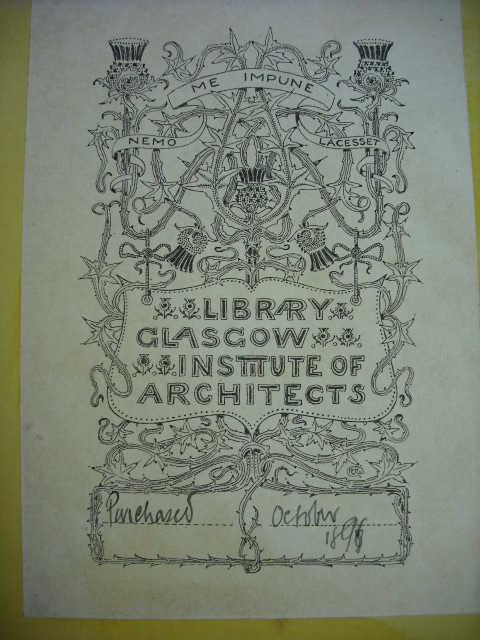 ME IMPUNE
NEMO LACESSET
LIBRARY
GLASGOW
INSTITUTE OF
ARCHITECTS
Purchased October